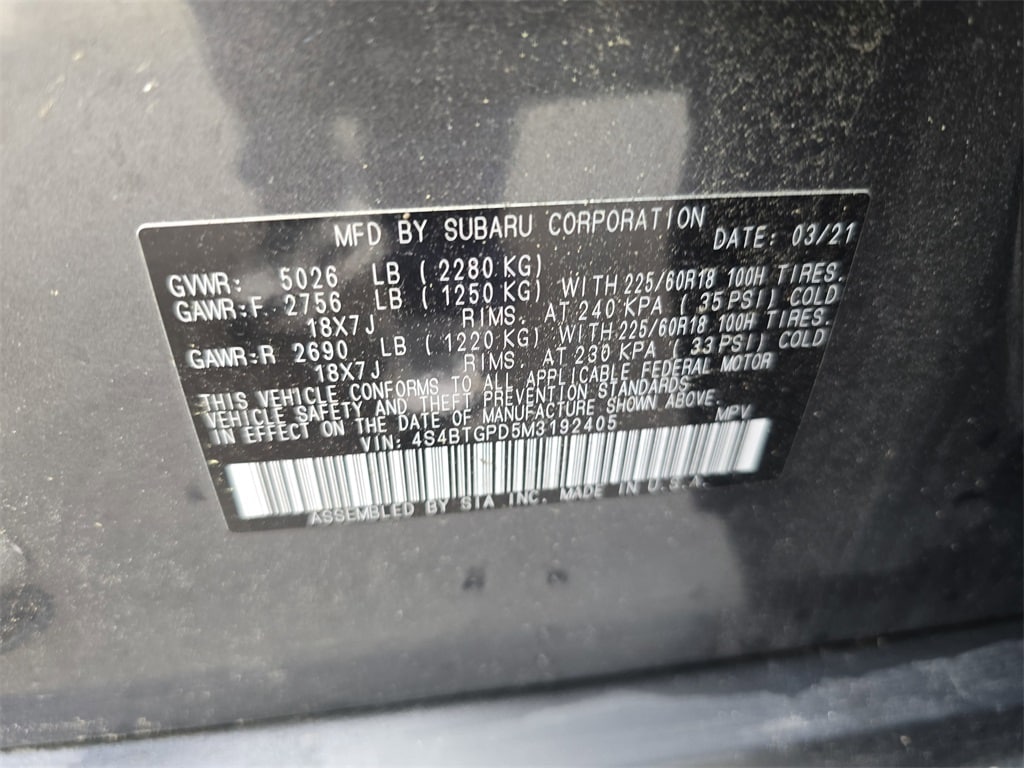 MFD BY SUBARU CORPORATION DATE: 03/21
GVWR: 5026 LB (2280 KG)
GAWR:F 2756 LB (1250 KG) WITH 225/60R18 100H TIRES.
18X7J RIMS. AT 240 KPA (35 PSI) COLD
GAWR:R 2690 LB (1220 KG) WITH 225/60R18 100H TIRES.
18X7J RIMS. AT 230 KPA (33 PSI) COLD
THIS VEHICLE CONFORMS TO ALL APPLICABLE FEDERAL MOTOR
VEHICLE SAFETY AND THEFT PREVENTION STANDARDS
IN EFFECT ON THE DATE OF MANUFACTURE SHOWN ABOVE.
VIN: 4S4BTGPD5M3192405 MPV
ASSEMBLED BY SIA INC. MADE IN U.S.A.